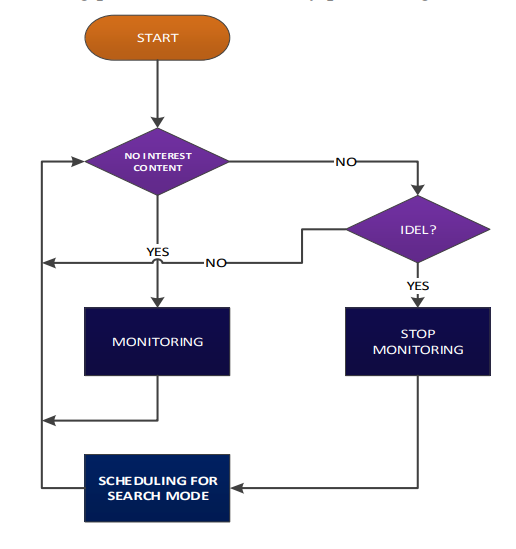 START
NO INTEREST
CONTENT
NO
IDEL?
YES
NO
YES
MONITORING
STOP
MONITORING
SCHEDULING FOR
SEARCH MODE